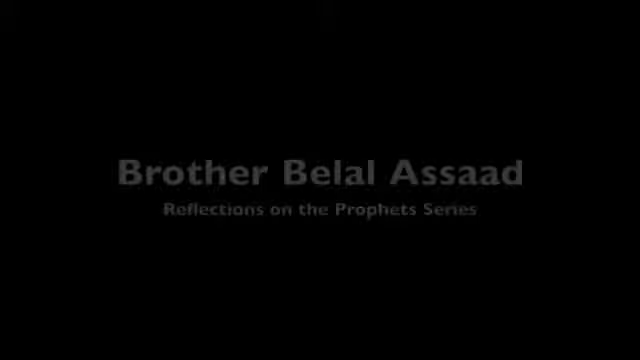 Brother Belal Assaad
Reflections on the Prophets Series